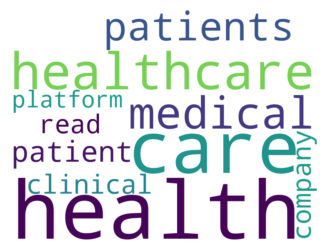 patients
healthcare
platform
medical
read
care
patient
company
clinical
health